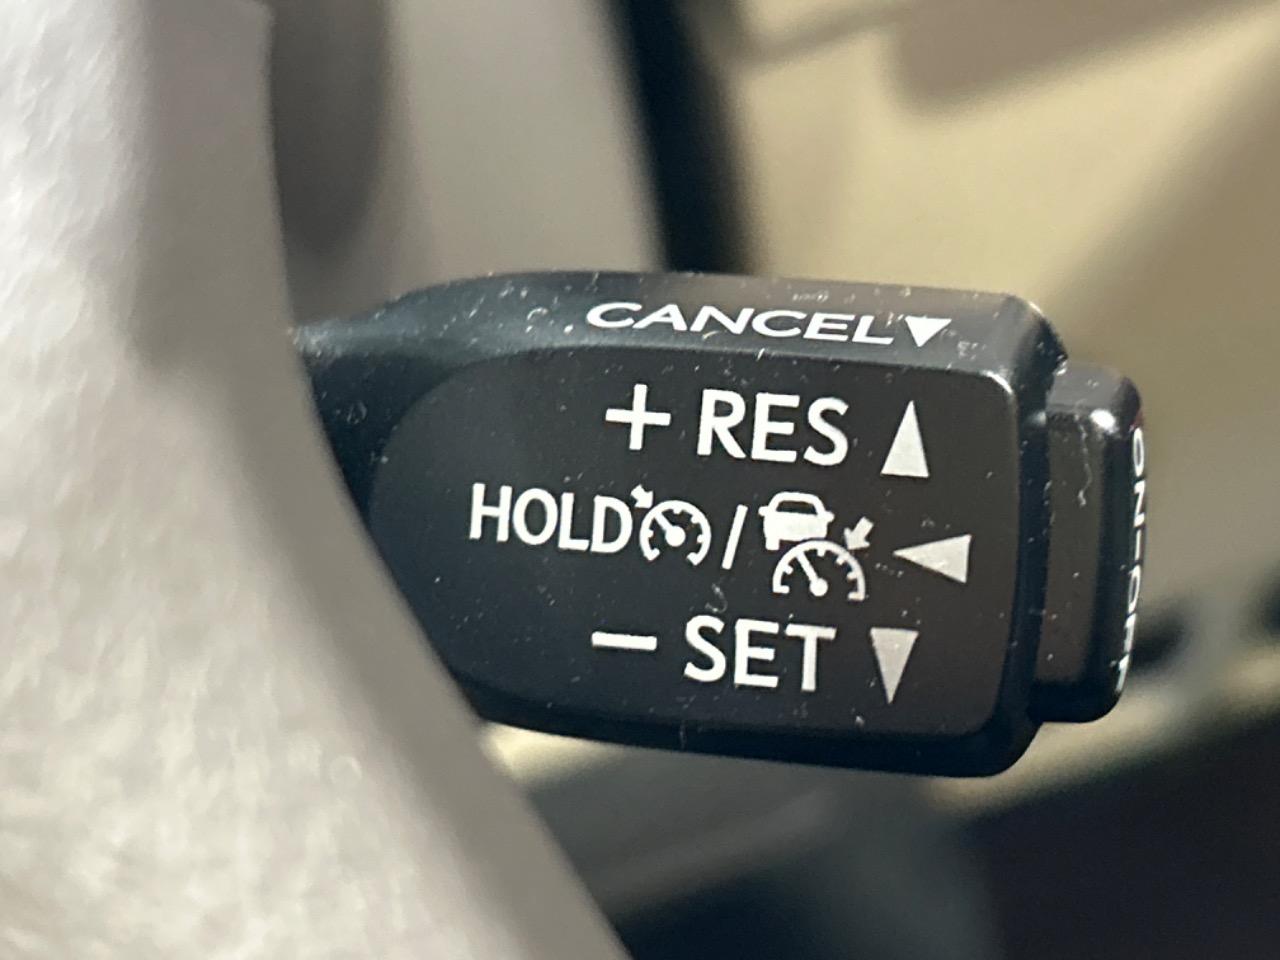 CANCEL▼
+ RES ▲
HOLD / ◀
− SET ▼
ON-OFF